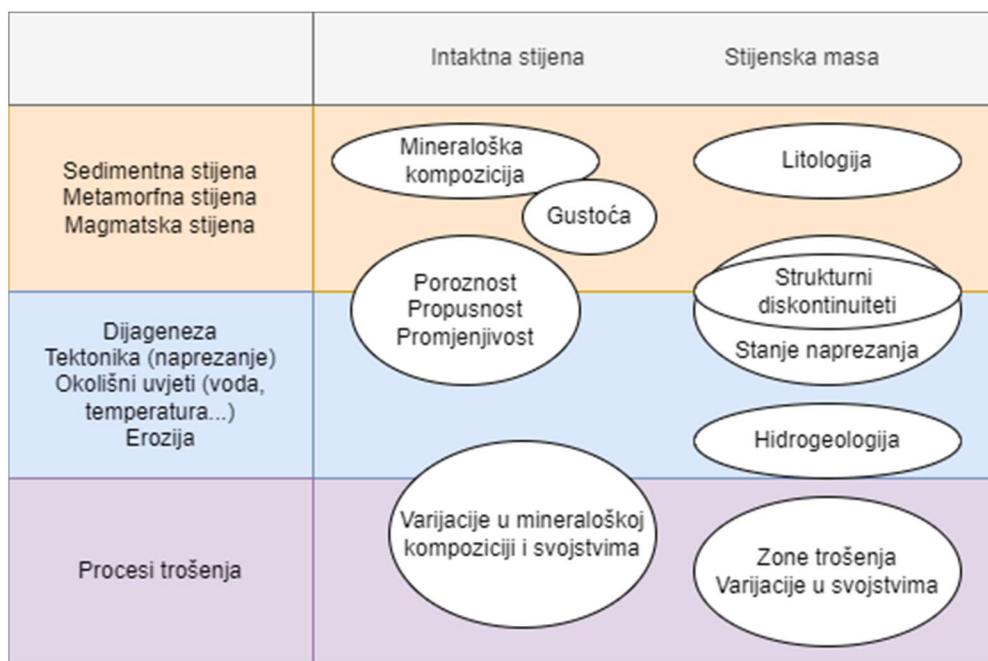 Intaktna stijena
Stijenska masa
Sedimentna stijena
Metamorfna stijena
Magmatska stijena
Mineraloška
kompozicija
Gustoća
Litologija
Poroznost
Propusnost
Promjenjivost
Strukturni
diskontinuiteti
Stanje naprezanja
Dijageneza
Tektonika (naprezanje)
Okolišni uvjeti (voda,
temperatura...)
Erozija
Hidrogeologija
Procesi trošenja
Varijacije u mineraloškoj
kompoziciji i svojstvima
Zone trošenja
Varijacije u svojstvima